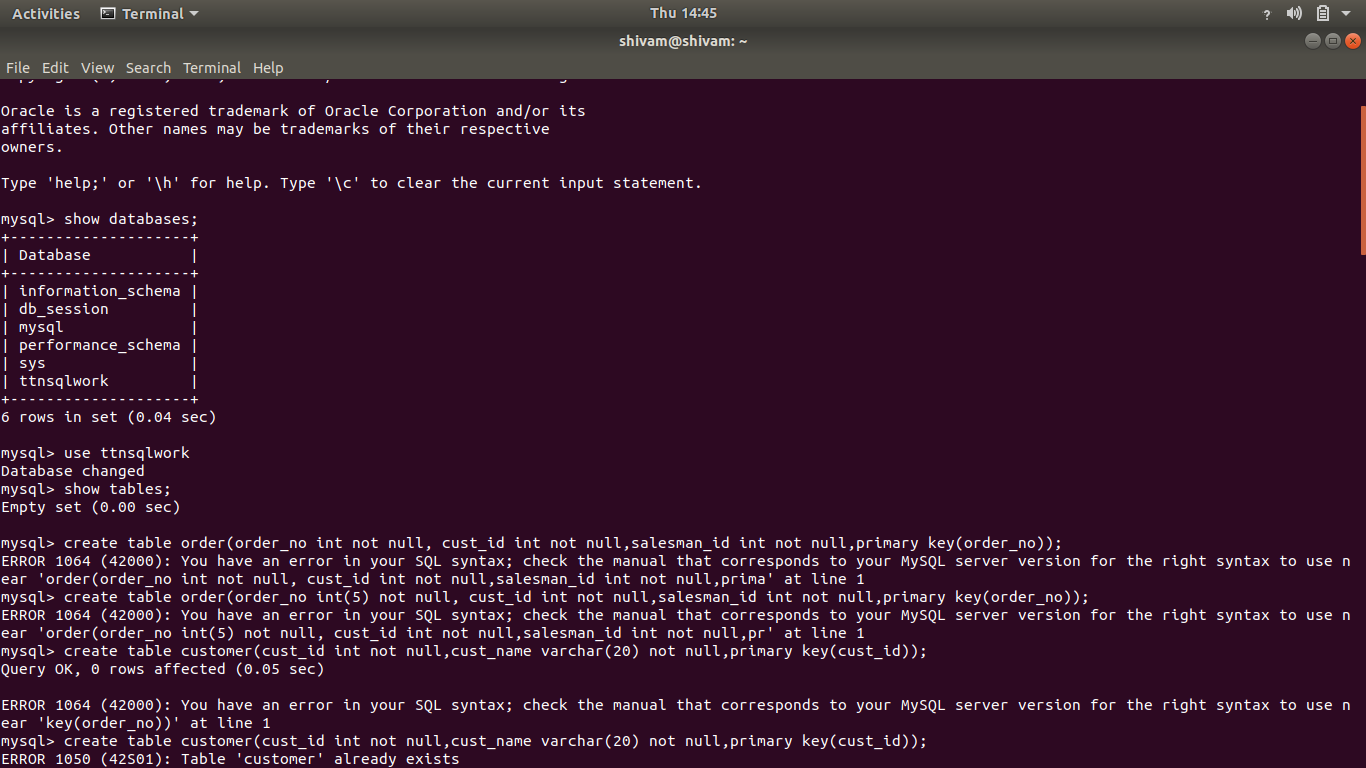 Activities Terminal Thu 14:45 ?
shivam@shivam: ~
File Edit View Search Terminal Help
Oracle is a registered trademark of Oracle Corporation and/or its
affiliates. Other names may be trademarks of their respective
owners.
Type 'help;' or '\h' for help. Type '\c' to clear the current input statement.
mysql> show databases;
+--------------------+
| Database           |
+--------------------+
| information_schema |
| db_session         |
| mysql              |
| performance_schema |
| sys                |
| ttnsqlwork         |
+--------------------+
6 rows in set (0.04 sec)
mysql> use ttnsqlwork
Database changed
mysql> show tables;
Empty set (0.00 sec)
mysql> create table order(order_no int not null, cust_id int not null,salesman_id int not null,primary key(order_no));
ERROR 1064 (42000): You have an error in your SQL syntax; check the manual that corresponds to your MySQL server version for the right syntax to use n
ear 'order(order_no int not null, cust_id int not null,salesman_id int not null,prima' at line 1
mysql> create table order(order_no int(5) not null, cust_id int not null,salesman_id int not null,primary key(order_no));
ERROR 1064 (42000): You have an error in your SQL syntax; check the manual that corresponds to your MySQL server version for the right syntax to use n
ear 'order(order_no int(5) not null, cust_id int not null,salesman_id int not null,pr' at line 1
mysql> create table customer(cust_id int not null,cust_name varchar(20) not null,primary key(cust_id));
Query OK, 0 rows affected (0.05 sec)
ERROR 1064 (42000): You have an error in your SQL syntax; check the manual that corresponds to your MySQL server version for the right syntax to use n
ear 'key(order_no))' at line 1
mysql> create table customer(cust_id int not null,cust_name varchar(20) not null,primary key(cust_id));
ERROR 1050 (42S01): Table 'customer' already exists